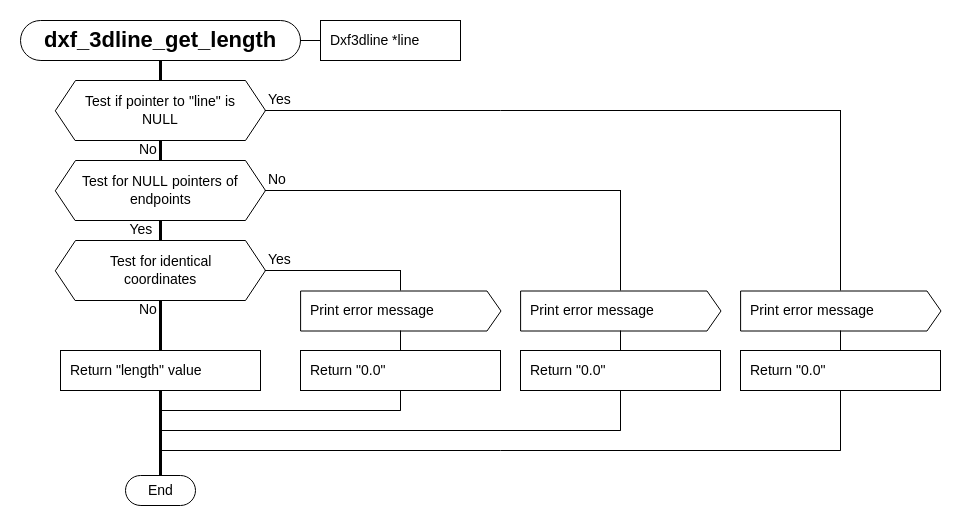 dxf_3dline_get_length
Dxf3dline *line
Test if pointer to "line" is
NULL
Yes
No
Test for NULL pointers of
endpoints
No
Yes
Test for identical
coordinates
Yes
No
Print error message
Print error message
Print error message
Return "length" value
Return "0.0"
Return "0.0"
Return "0.0"
End